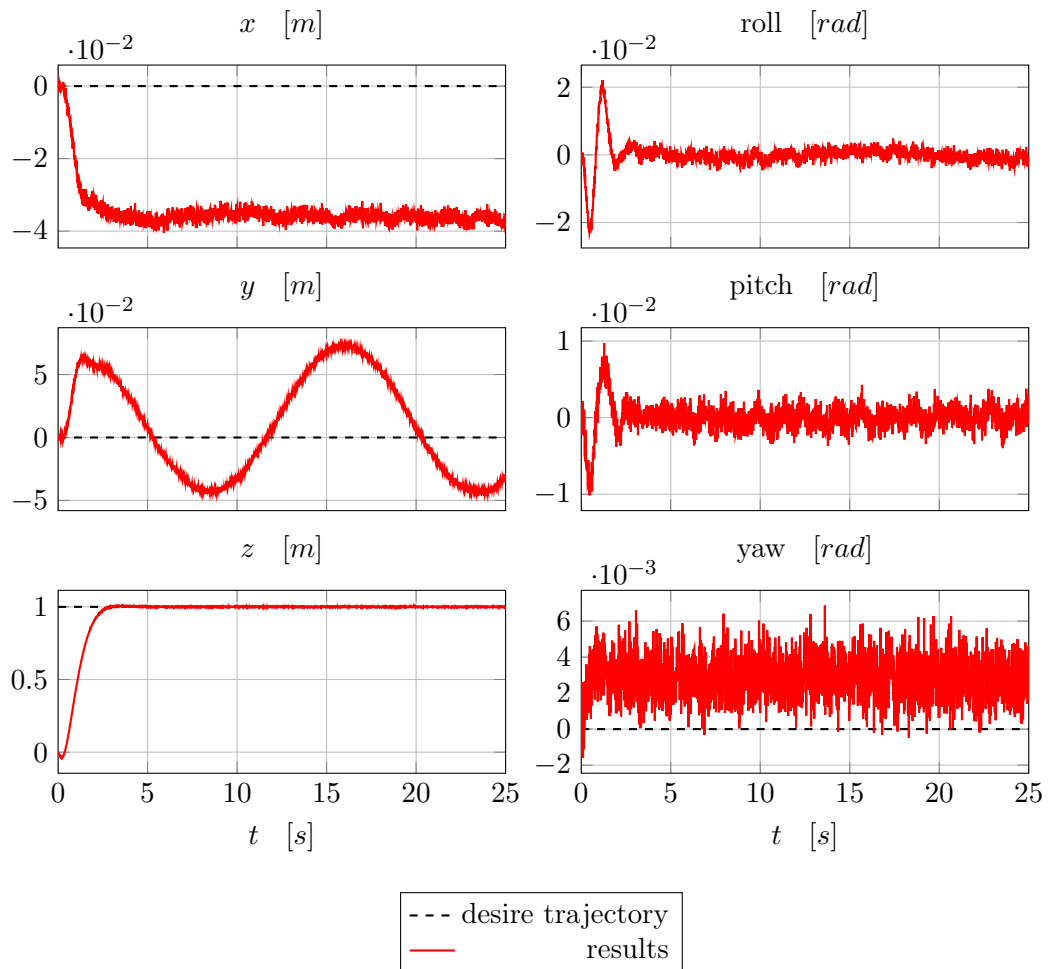 x [m]
·10⁻²
0
−2
−4
roll [rad]
·10⁻²
2
0
−2
y [m]
·10⁻²
5
0
−5
pitch [rad]
·10⁻²
1
0
−1
z [m]
1
0.5
0
0 5 10 15 20 25
t [s]
yaw [rad]
·10⁻³
6
4
2
0
−2
0 5 10 15 20 25
t [s]
desire trajectory
results